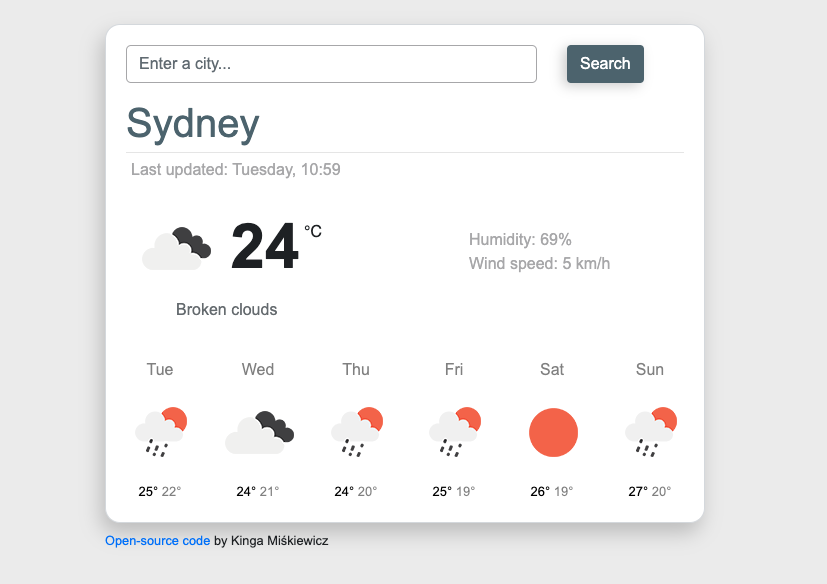 Enter a city...
Search
Sydney
Last updated: Tuesday, 10:59
24 °C
Humidity: 69%
Wind speed: 5 km/h
Broken clouds
Tue Wed Thu Fri Sat Sun
25° 22° 24° 21° 24° 20° 25° 19° 26° 19° 27° 20°
Open-source code by Kinga Miśkiewicz